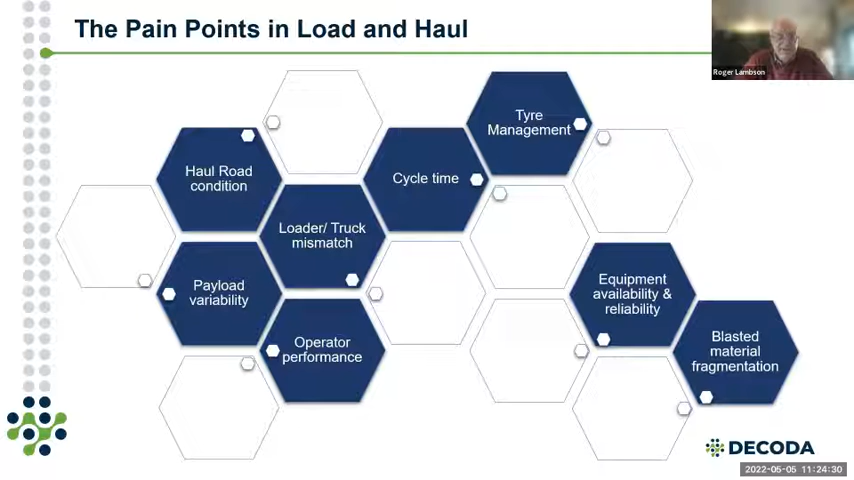 The Pain Points in Load and Haul
Roger Lambson
Tyre
Management
Haul Road
condition
Cycle time
Loader/ Truck
mismatch
Payload
variability
Equipment
availability &
reliability
Operator
performance
Blasted
material
fragmentation
DECODA
2022-05-05 11:24:30